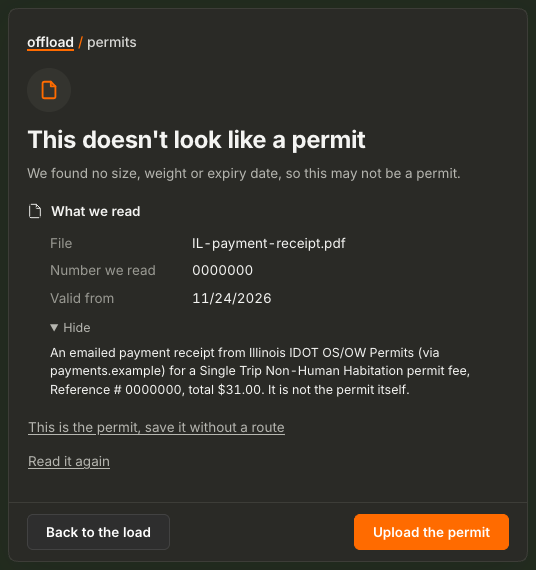 offload / permits
This doesn't look like a permit
We found no size, weight or expiry date, so this may not be a permit.
What we read
File IL-payment-receipt.pdf
Number we read 0000000
Valid from 11/24/2026
▼ Hide
An emailed payment receipt from Illinois IDOT OS/OW Permits (via
payments.example) for a Single Trip Non-Human Habitation permit fee,
Reference # 0000000, total $31.00. It is not the permit itself.
This is the permit, save it without a route
Read it again
Back to the load Upload the permit